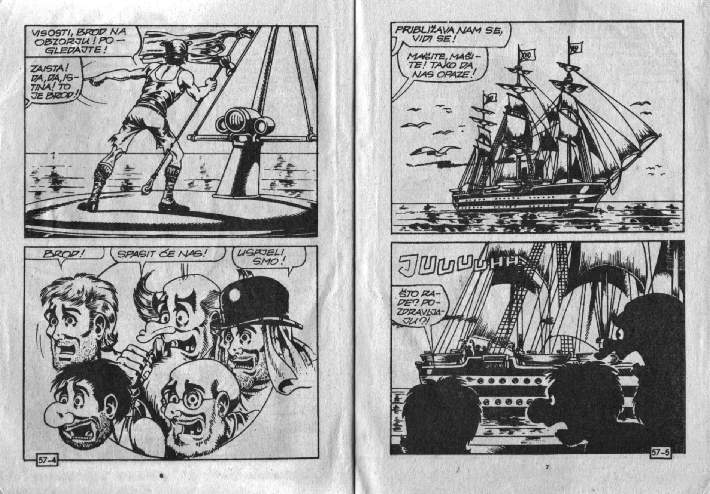 VISOSTI, BROD NA
OBZORJU! PO-
GLEDAJTE!
ZAISTA!
DA, DA, IS-
TINA! TO
JE BROD!
BROD!
SPASIT ĆE NAS!
USPJELI
SMO!
57-4
6
PRIBLIŽAVA NAM SE,
VIDI SE!
MAŠITE, MAŠI-
TE! TAKO DA
NAS OPAZE!
JUUUUHH
ŠTO RA-
DE? PO-
ZDRAVLJA-
JU?!
57-5
7